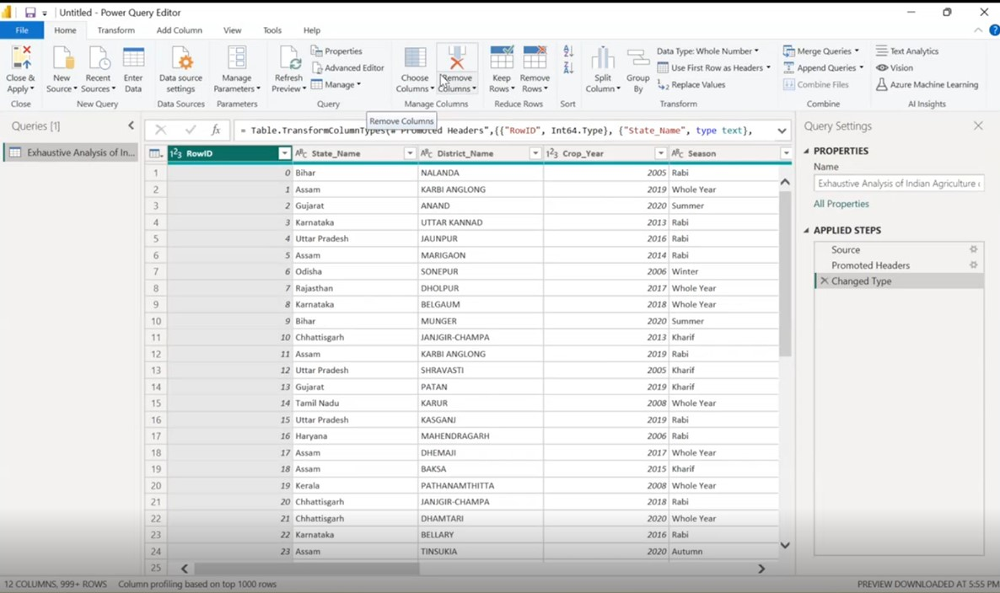 Untitled - Power Query Editor
File Home Transform Add Column View Tools Help
Close & Apply
New Source
Recent Sources
Enter Data
Data source settings
Manage Parameters
Refresh Preview
Properties
Advanced Editor
Manage
Choose Columns
Remove Columns
Keep Rows
Remove Rows
Split Column
Group By
Data Type: Whole Number
Use First Row as Headers
Replace Values
Merge Queries
Append Queries
Combine Files
Text Analytics
Vision
Azure Machine Learning
Close New Query Data Sources Parameters Query Manage Columns Reduce Rows Sort Transform Combine AI Insights
Remove Columns
Queries [1]
Exhaustive Analysis of In...
fx = Table.TransformColumnTypes(#"Promoted Headers",{{"RowID", Int64.Type}, {"State_Name", type text},
RowID State_Name District_Name Crop_Year Season
1 0 Bihar NALANDA 2005 Rabi
2 1 Assam KARBI ANGLONG 2019 Whole Year
3 2 Gujarat ANAND 2020 Summer
4 3 Karnataka UTTAR KANNAD 2013 Rabi
5 4 Uttar Pradesh JAUNPUR 2016 Rabi
6 5 Assam MARIGAON 2014 Rabi
7 6 Odisha SONEPUR 2006 Winter
8 7 Rajasthan DHOLPUR 2017 Whole Year
9 8 Karnataka BELGAUM 2018 Whole Year
10 9 Bihar MUNGER 2020 Summer
11 10 Chhattisgarh JANJGIR-CHAMPA 2013 Kharif
12 11 Assam KARBI ANGLONG 2019 Rabi
13 12 Uttar Pradesh SHRAVASTI 2005 Kharif
14 13 Gujarat PATAN 2019 Kharif
15 14 Tamil Nadu KARUR 2008 Whole Year
16 15 Uttar Pradesh KASGANJ 2019 Rabi
17 16 Haryana MAHENDRAGARH 2006 Rabi
18 17 Assam DHEMAJI 2017 Whole Year
19 18 Assam BAKSA 2015 Kharif
20 19 Kerala PATHANAMTHITTA 2008 Whole Year
21 20 Chhattisgarh JANJGIR-CHAMPA 2018 Rabi
22 21 Chhattisgarh DHAMTARI 2020 Whole Year
23 22 Karnataka BELLARY 2016 Rabi
24 23 Assam TINSUKIA 2020 Autumn
25
Query Settings
PROPERTIES
Name
Exhaustive Analysis of Indian Agriculture
All Properties
APPLIED STEPS
Source
Promoted Headers
Changed Type
12 COLUMNS, 999+ ROWS Column profiling based on top 1000 rows PREVIEW DOWNLOADED AT 5:55 PM